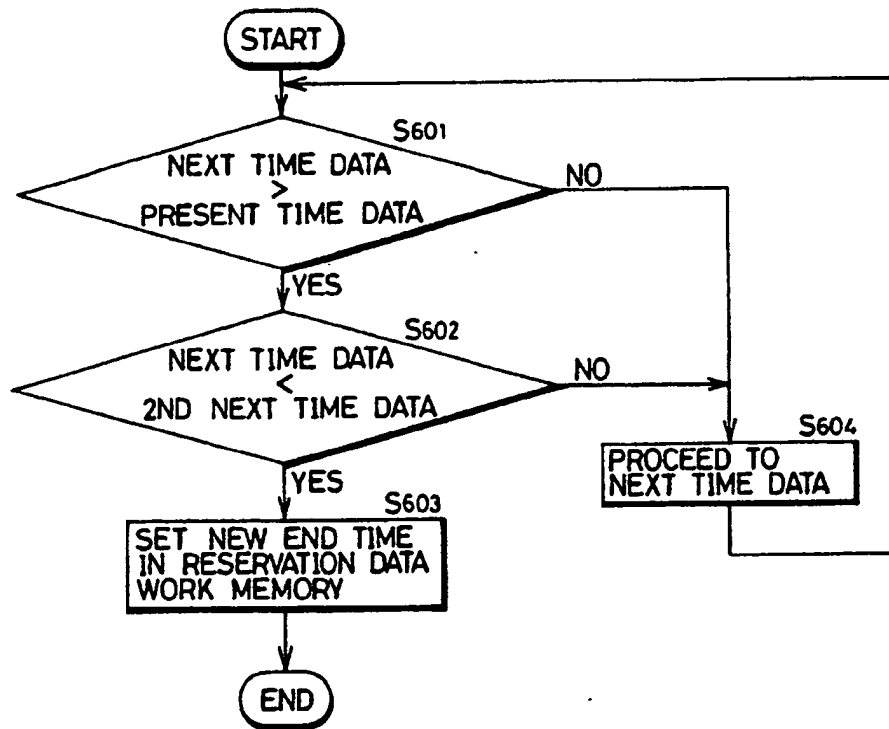 START
S601
NEXT TIME DATA
>
PRESENT TIME DATA
NO
YES
S602
NEXT TIME DATA
<
2ND NEXT TIME DATA
NO
YES
S604
PROCEED TO
NEXT TIME DATA
S603
SET NEW END TIME
IN RESERVATION DATA
WORK MEMORY
END